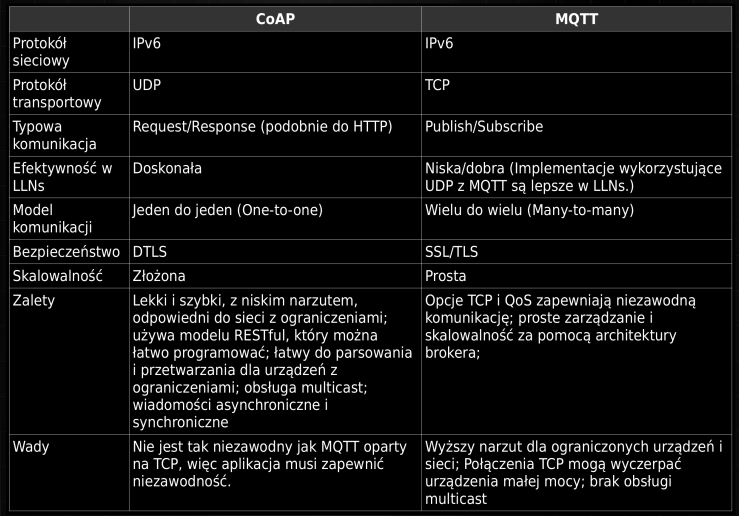 CoAP MQTT
Protokół
sieciowy
IPv6
IPv6
Protokół
transportowy
UDP
TCP
Typowa
komunikacja
Request/Response (podobnie do HTTP)
Publish/Subscribe
Efektywność w
LLNs
Doskonała
Niska/dobra (Implementacje wykorzystujące
UDP z MQTT są lepsze w LLNs.)
Model
komunikacji
Jeden do jeden (One-to-one)
Wielu do wielu (Many-to-many)
Bezpieczeństwo
DTLS
SSL/TLS
Skalowalność
Złożona
Prosta
Zalety
Lekki i szybki, z niskim narzutem,
odpowiedni do sieci z ograniczeniami;
używa modelu RESTful, który można
łatwo programować; łatwy do parsowania
i przetwarzania dla urządzeń z
ograniczeniami; obsługa multicast;
wiadomości asynchroniczne i
synchroniczne
Opcje TCP i QoS zapewniają niezawodną
komunikację; proste zarządzanie i
skalowalność za pomocą architektury
brokera;
Wady
Nie jest tak niezawodny jak MQTT oparty
na TCP, więc aplikacja musi zapewnić
niezawodność.
Wyższy narzut dla ograniczonych urządzeń i
sieci; Połączenia TCP mogą wyczerpać
urządzenia małej mocy; brak obsługi
multicast